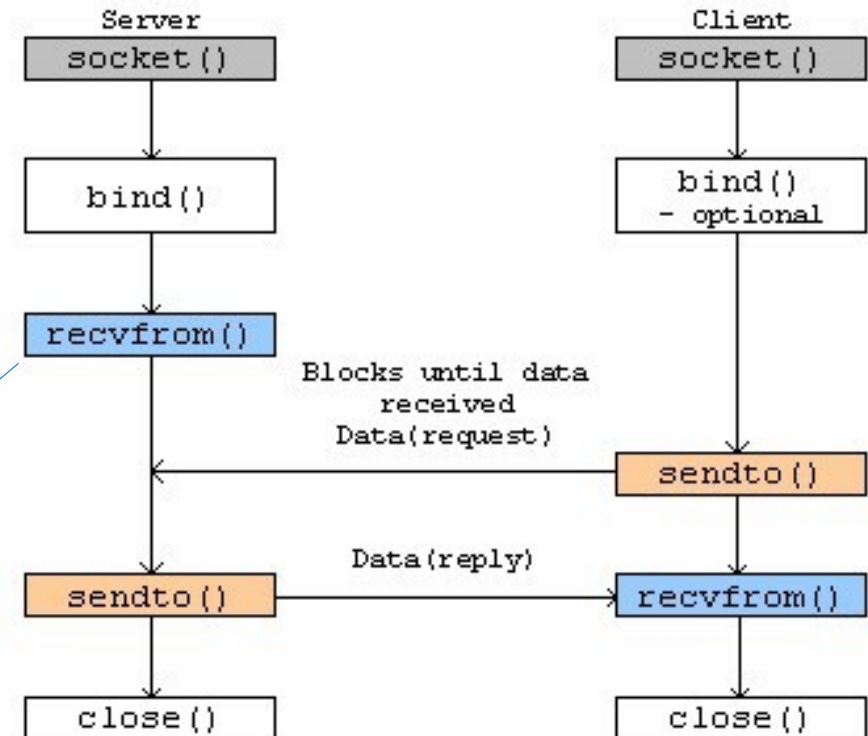 Server
Client
socket()
socket()
bind()
bind()
- optional
recvfrom()
Blocks until data
received
Data(request)
sendto()
Data(reply)
sendto()
recvfrom()
close()
close()